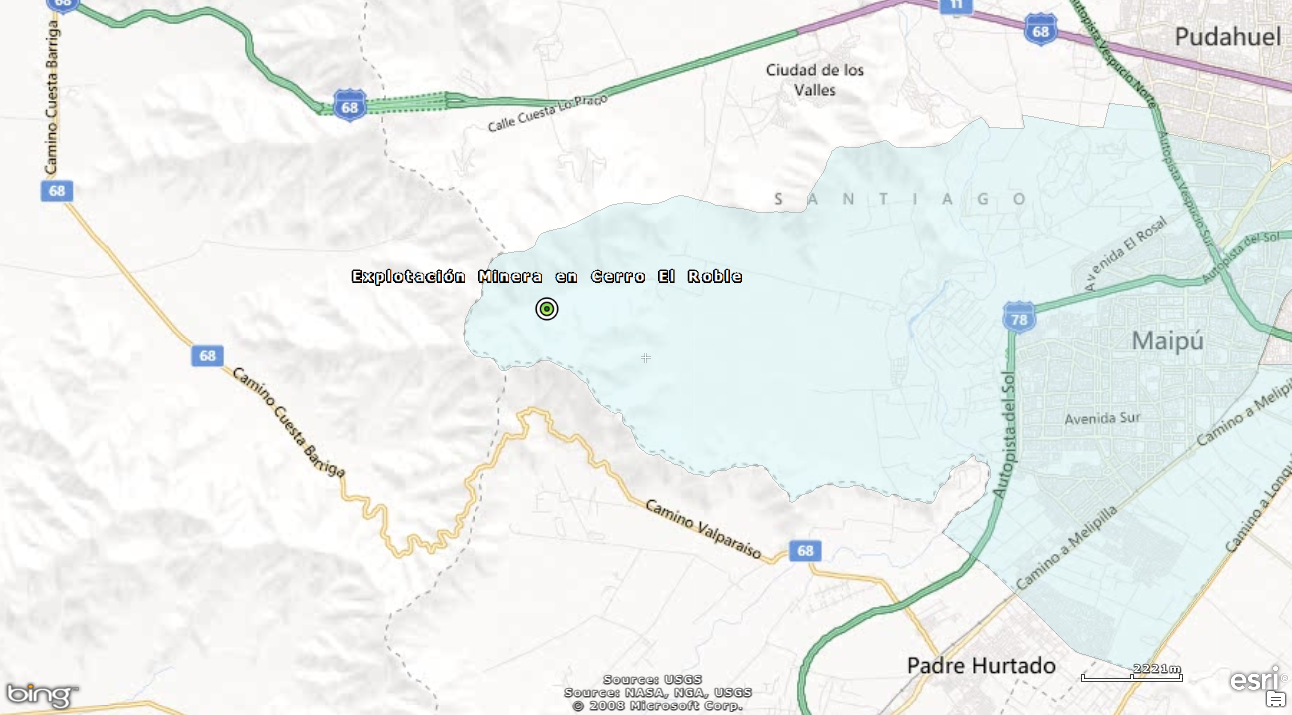 68
11
68
Pudahuel
Camino Cuesta Barriga
Autopista Vespucio Norte
Ciudad de los
Valles
68
Calle Cuesta Lo Prado
68
SANTIAGO
Autopista Vespucio Sur
Avenida El Rosal
Autopista del Sol
Explotación Minera en Cerro El Roble
78
Maipú
68
Camino Cuesta Barriga
Autopista del Sol
Avenida Sur
Camino a Melipilla
Camino Valparaíso
68
Camino a Melipilla
Camino a Lonqu
Padre Hurtado
2221m
Source: USGS
Source: NASA, NGA, USGS
© 2008 Microsoft Corp.
bing™
esri